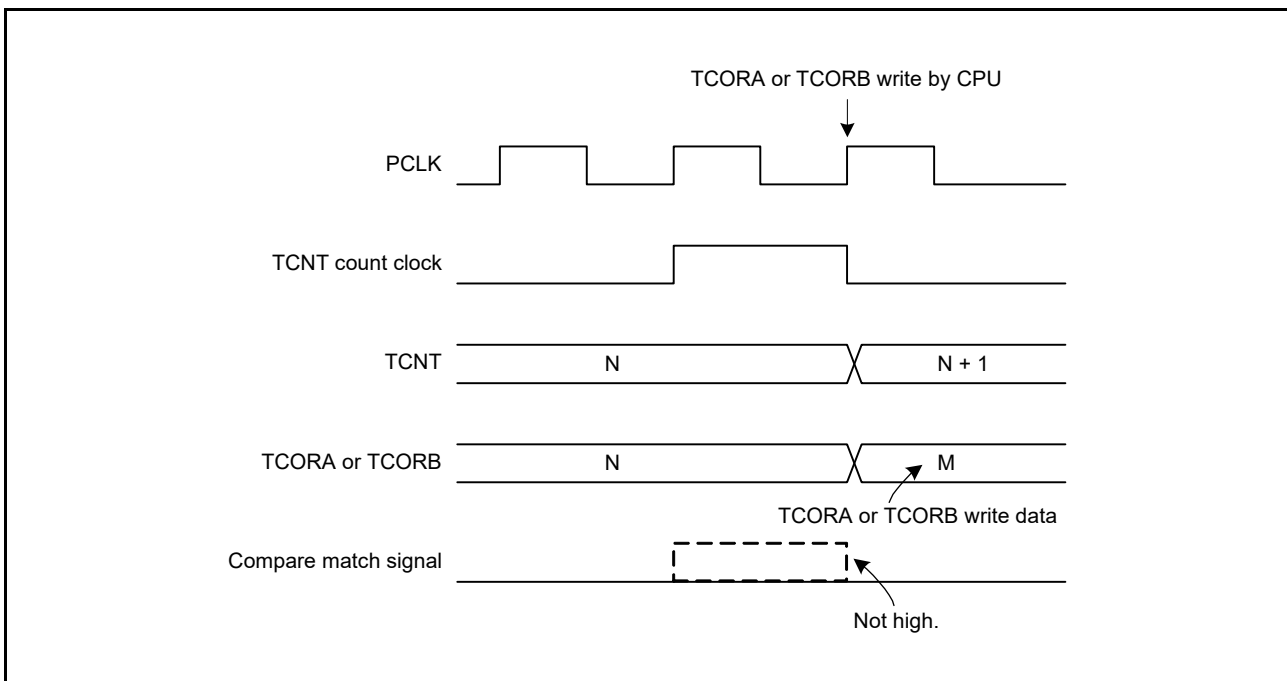 TCORA or TCORB write by CPU
PCLK
TCNT count clock
TCNT
N
N + 1
TCORA or TCORB
N
M
TCORA or TCORB write data
Compare match signal
Not high.